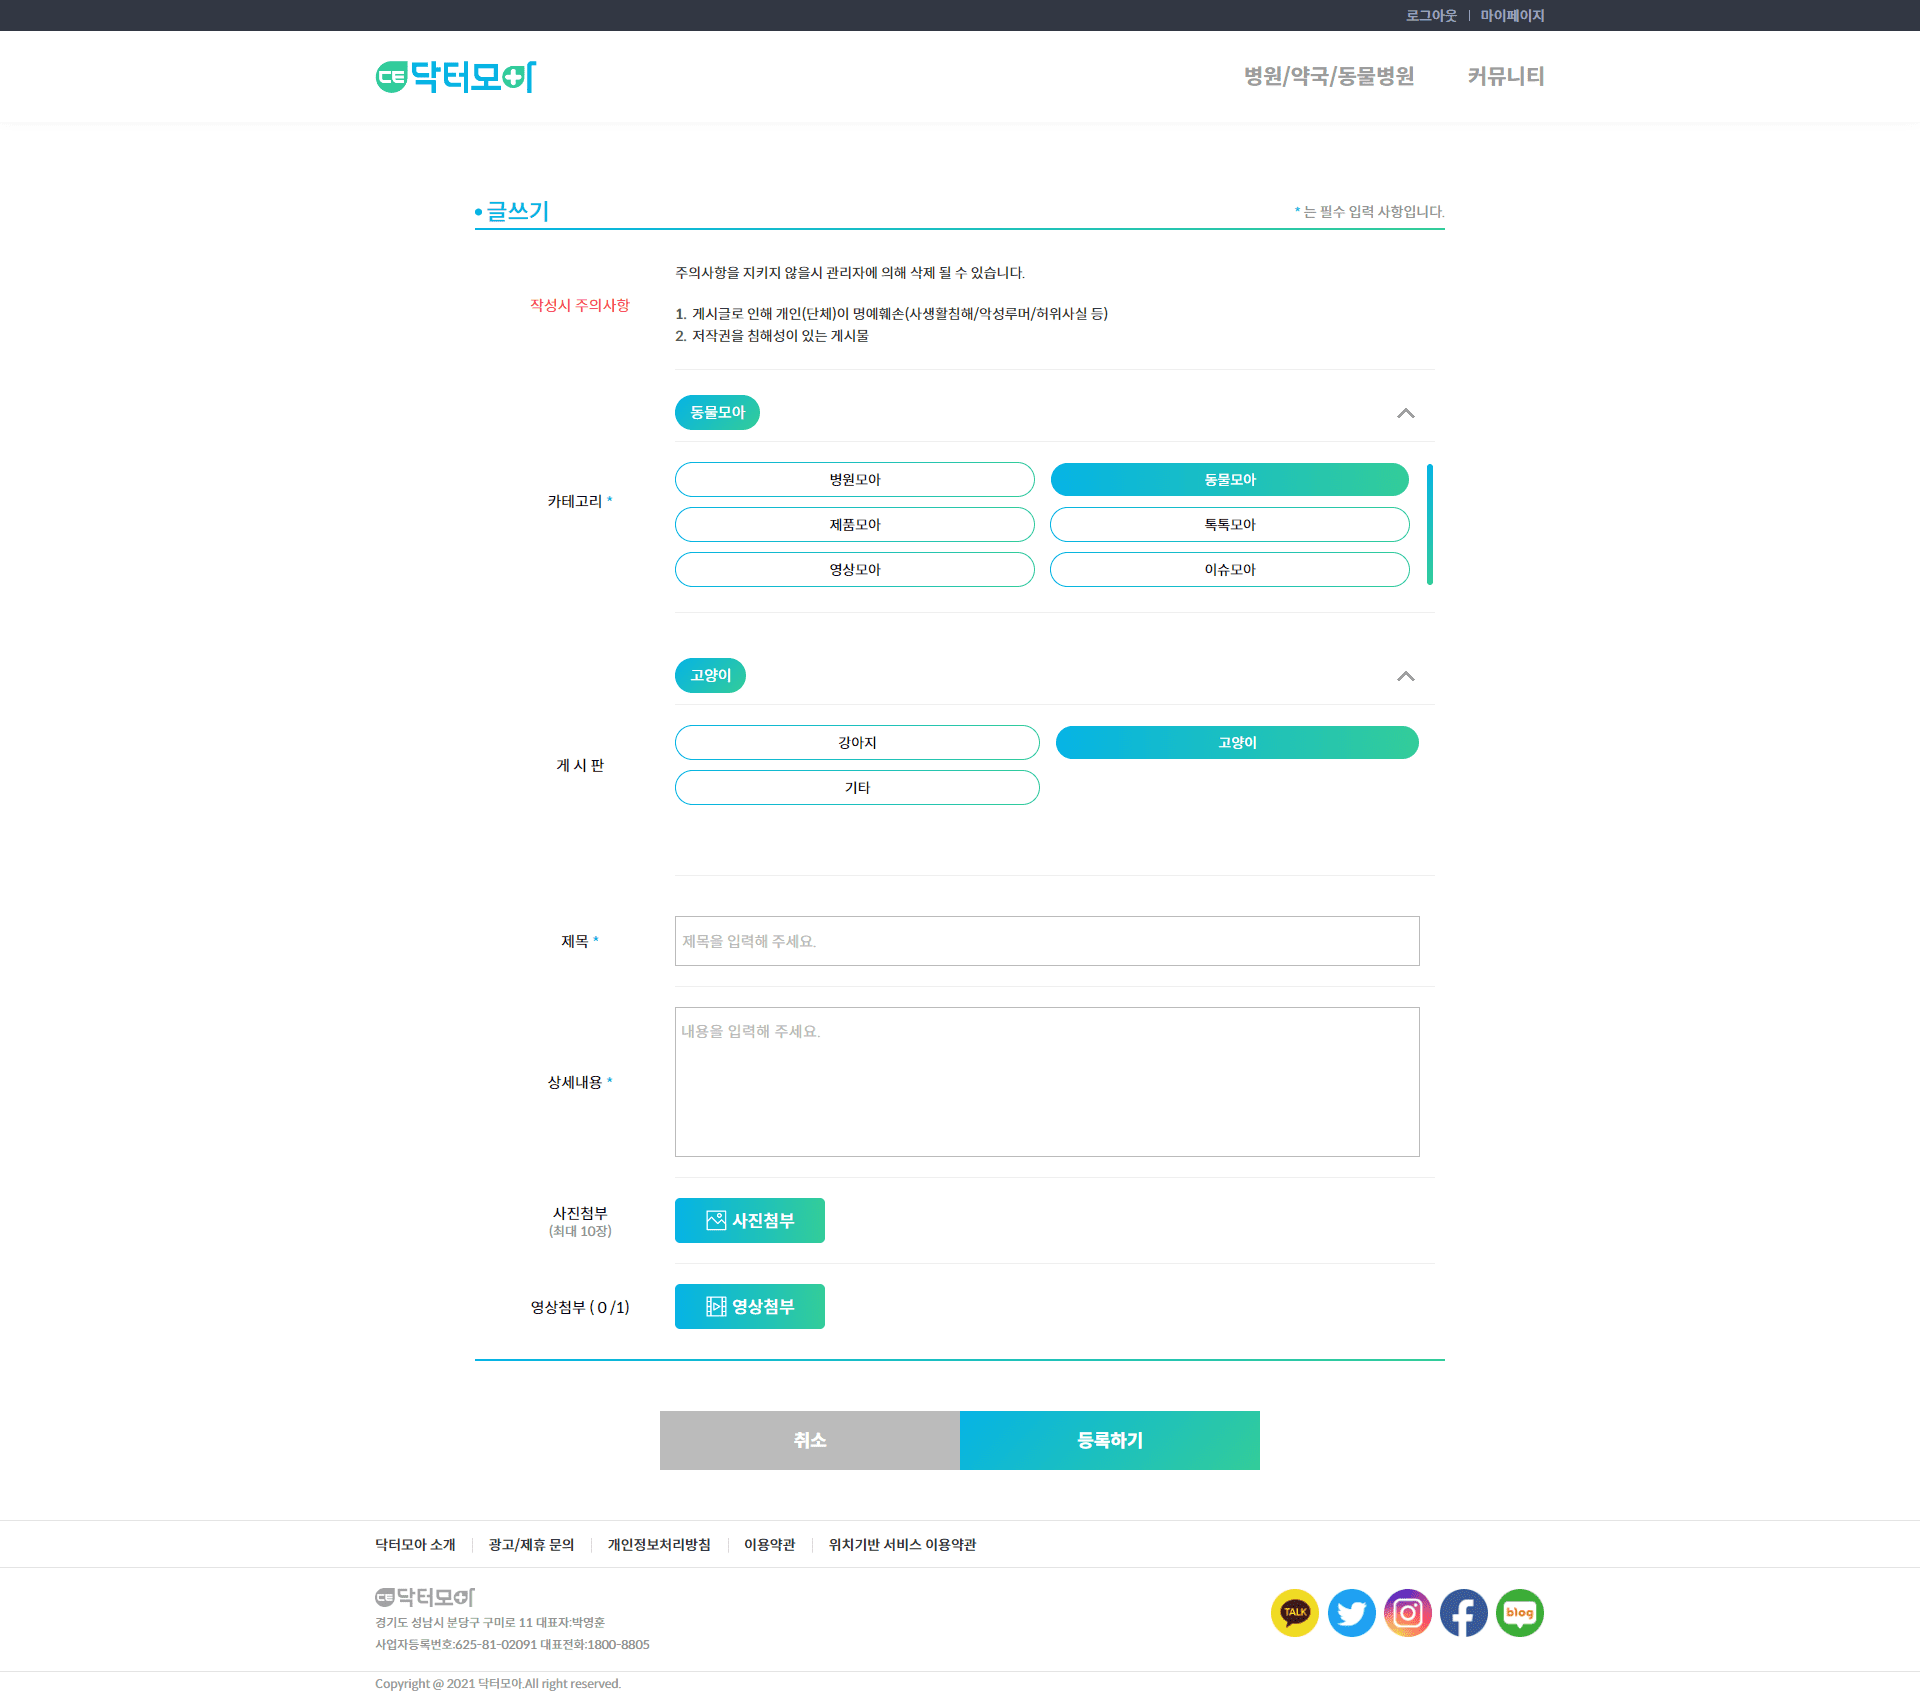 로그아웃 | 마이페이지
닥터모아
병원/약국/동물병원 커뮤니티
• 글쓰기
* 는 필수 입력 사항입니다.
작성시 주의사항
주의사항을 지키지 않을시 관리자에 의해 삭제 될 수 있습니다.
1. 게시글로 인해 개인(단체)이 명예훼손(사생활침해/악성루머/허위사실 등)
2. 저작권을 침해성이 있는 게시물
카테고리 *
동물모아
병원모아 동물모아
제품모아 톡톡모아
영상모아 이슈모아
게 시 판
고양이
강아지 고양이
기타
제목 *
제목을 입력해 주세요.
상세내용 *
내용을 입력해 주세요.
사진첨부
(최대 10장)
사진첨부
영상첨부 ( 0 /1)
영상첨부
취소 등록하기
닥터모아 소개 | 광고/제휴 문의 | 개인정보처리방침 | 이용약관 | 위치기반 서비스 이용약관
닥터모아
경기도 성남시 분당구 구미로 11 대표자:박영훈
사업자등록번호:625-81-02091 대표전화:1800-8805
TALK
blog
Copyright @ 2021 닥터모아.All right reserved.